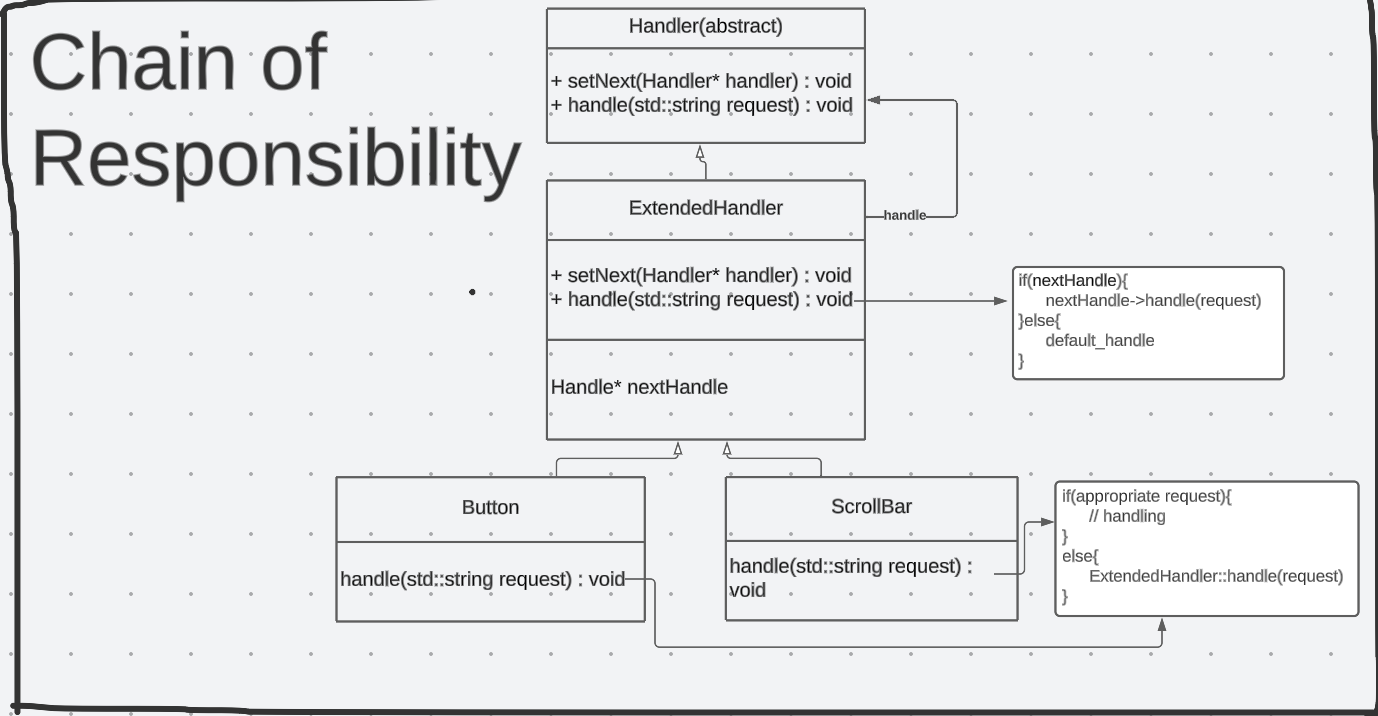 Chain of
Responsibility
Handler(abstract)
+ setNext(Handler* handler) : void
+ handle(std::string request) : void
ExtendedHandler
handle
+ setNext(Handler* handler) : void
+ handle(std::string request) : void
Handle* nextHandle
if(nextHandle){
nextHandle->handle(request)
}else{
default_handle
}
Button
handle(std::string request) : void
ScrollBar
handle(std::string request) :
void
if(appropriate request){
// handling
}
else{
ExtendedHandler::handle(request)
}